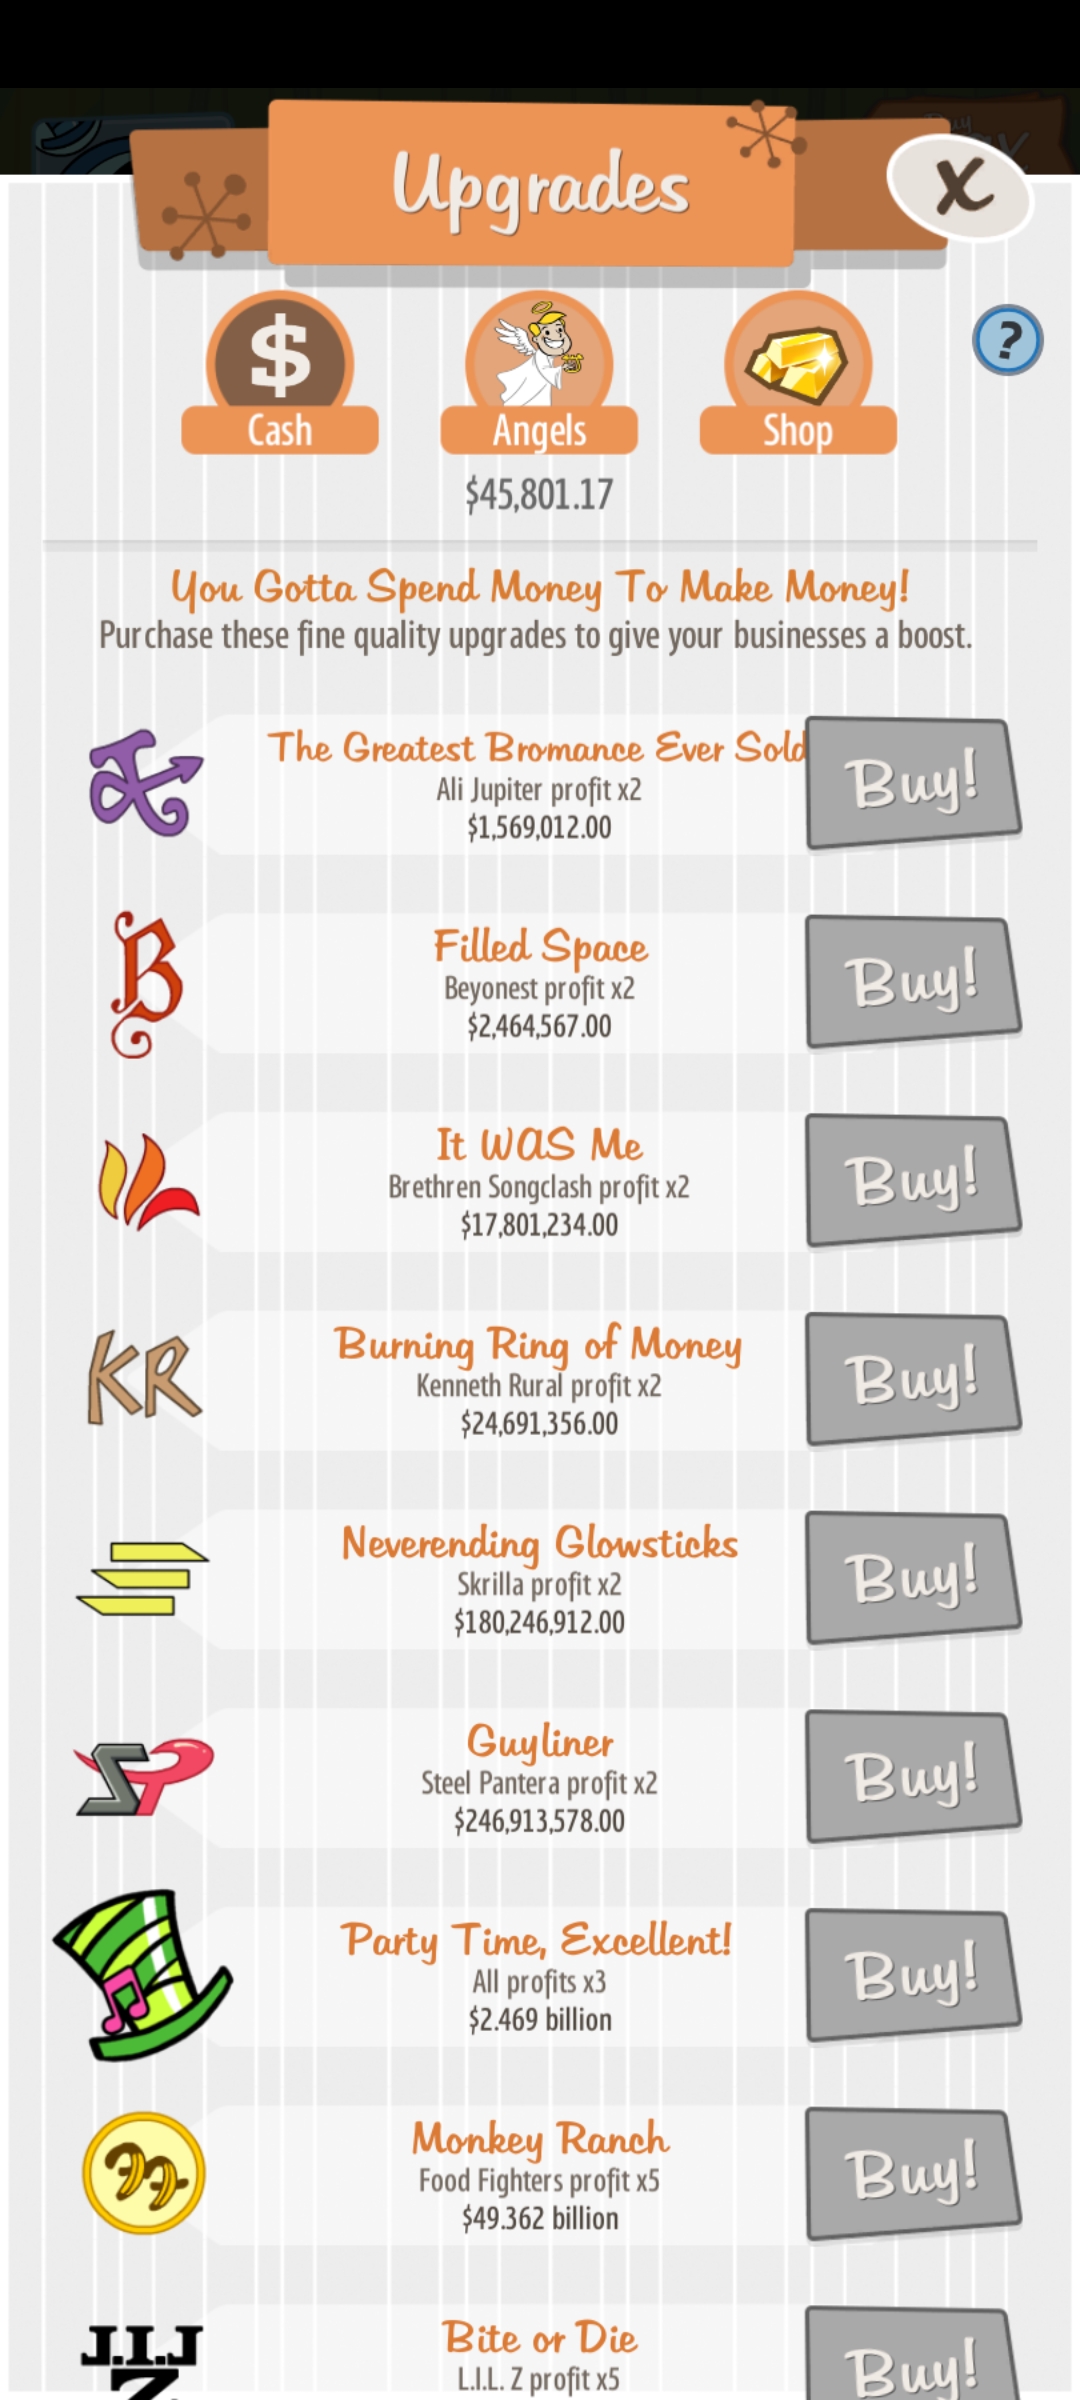 Upgrades
X
?
$
Cash
Angels
Shop
$45,801.17
You Gotta Spend Money To Make Money!
Purchase these fine quality upgrades to give your businesses a boost.
The Greatest Bromance Ever Sold
Ali Jupiter profit x2
$1,569,012.00
Buy!
B
Filled Space
Beyonest profit x2
$2,464,567.00
Buy!
It WAS Me
Brethren Songclash profit x2
$17,801,234.00
Buy!
KR
Burning Ring of Money
Kenneth Rural profit x2
$24,691,356.00
Buy!
Neverending Glowsticks
Skrilla profit x2
$180,246,912.00
Buy!
SP
Guyliner
Steel Pantera profit x2
$246,913,578.00
Buy!
Party Time, Excellent!
All profits x3
$2.469 billion
Buy!
Monkey Ranch
Food Fighters profit x5
$49.362 billion
Buy!
Bite or Die
L.I.L. Z profit x5
Buy!